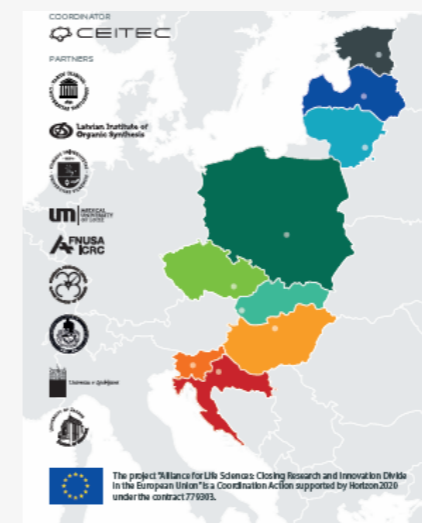 COORDINATOR
CEITEC
PARTNERS
Latvian Institute of
Organic Synthesis
um MEDICAL
UNIVERSITY
OF LODZ
FNUSA
ICRC
The project "Alliance for Life Sciences: Closing Research and Innovation Divide
in the European Union" is a Coordination Action supported by Horizon2020
under the contract 779303.